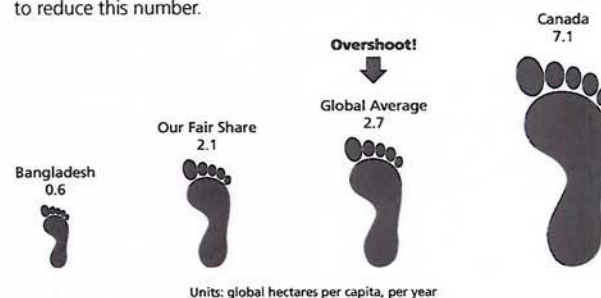 to reduce this number.
Canada
7.1
Overshoot!
Global Average
2.7
Our Fair Share
2.1
Bangladesh
0.6
Units: global hectares per capita, per year